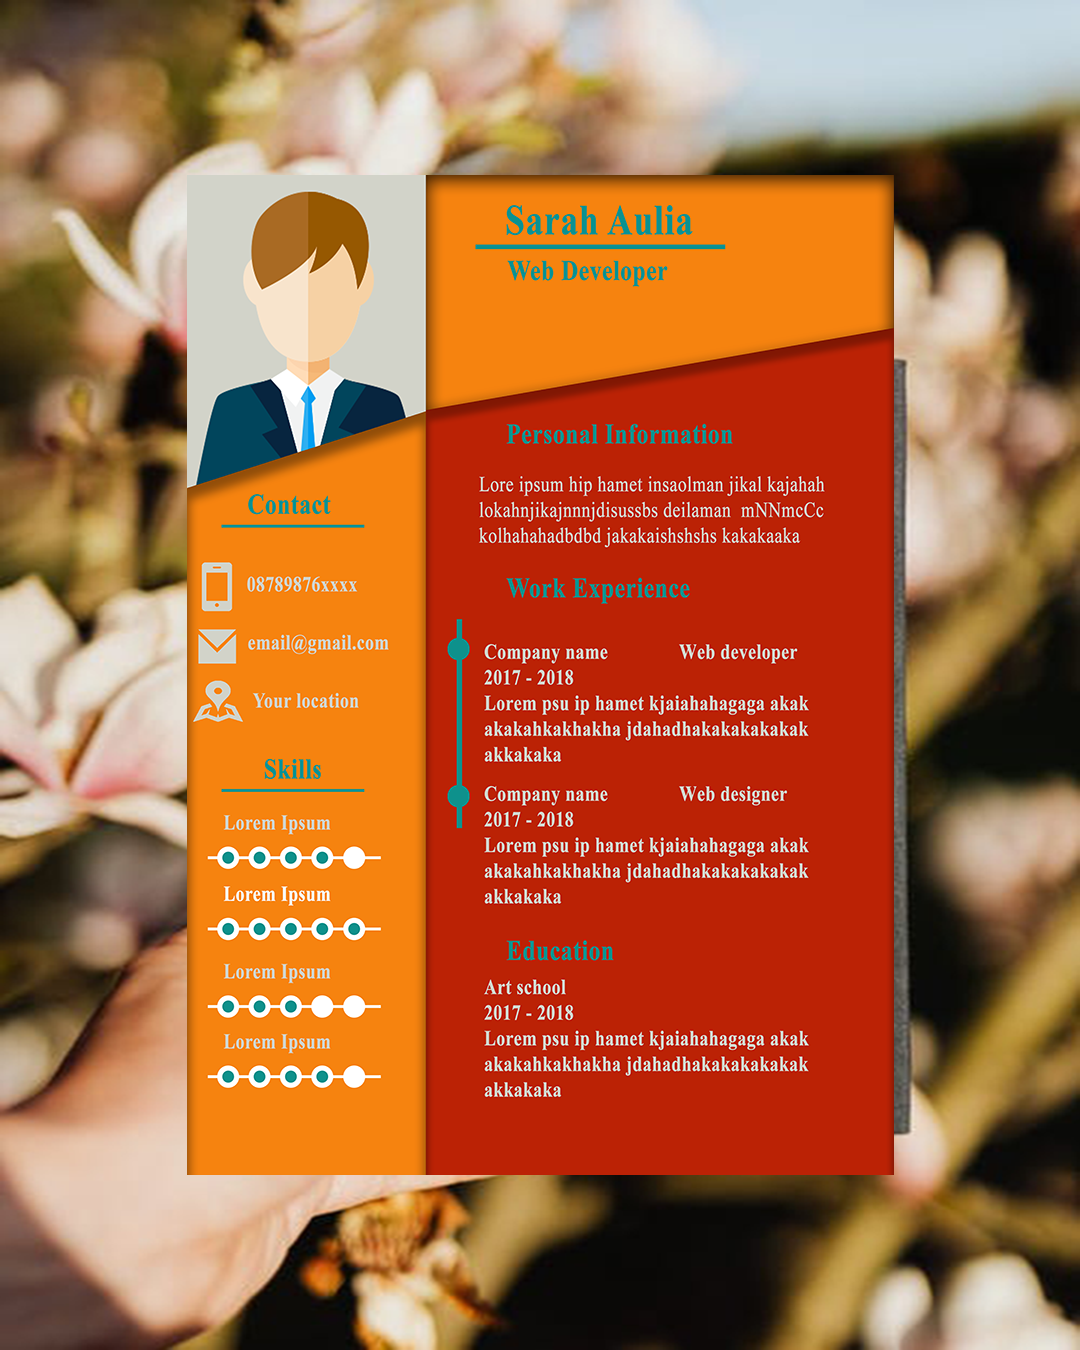 Sarah Aulia
Web Developer
Contact
08789876xxxx
email@gmail.com
Your location
Skills
Lorem Ipsum
Lorem Ipsum
Lorem Ipsum
Lorem Ipsum
Personal Information
Lore ipsum hip hamet insaolman jikal kajahah
lokahnjikajnnnjdisussbs deilaman mNNmcCc
kolhahahadbdbd jakakaishshshs kakakaaka
Work Experience
Company name Web developer
2017 - 2018
Lorem psu ip hamet kjaiahahagaga akak
akakahkakhakha jdahadhakakakakakak
akkakaka
Company name Web designer
2017 - 2018
Lorem psu ip hamet kjaiahahagaga akak
akakahkakhakha jdahadhakakakakakak
akkakaka
Education
Art school
2017 - 2018
Lorem psu ip hamet kjaiahahagaga akak
akakahkakhakha jdahadhakakakakakak
akkakaka